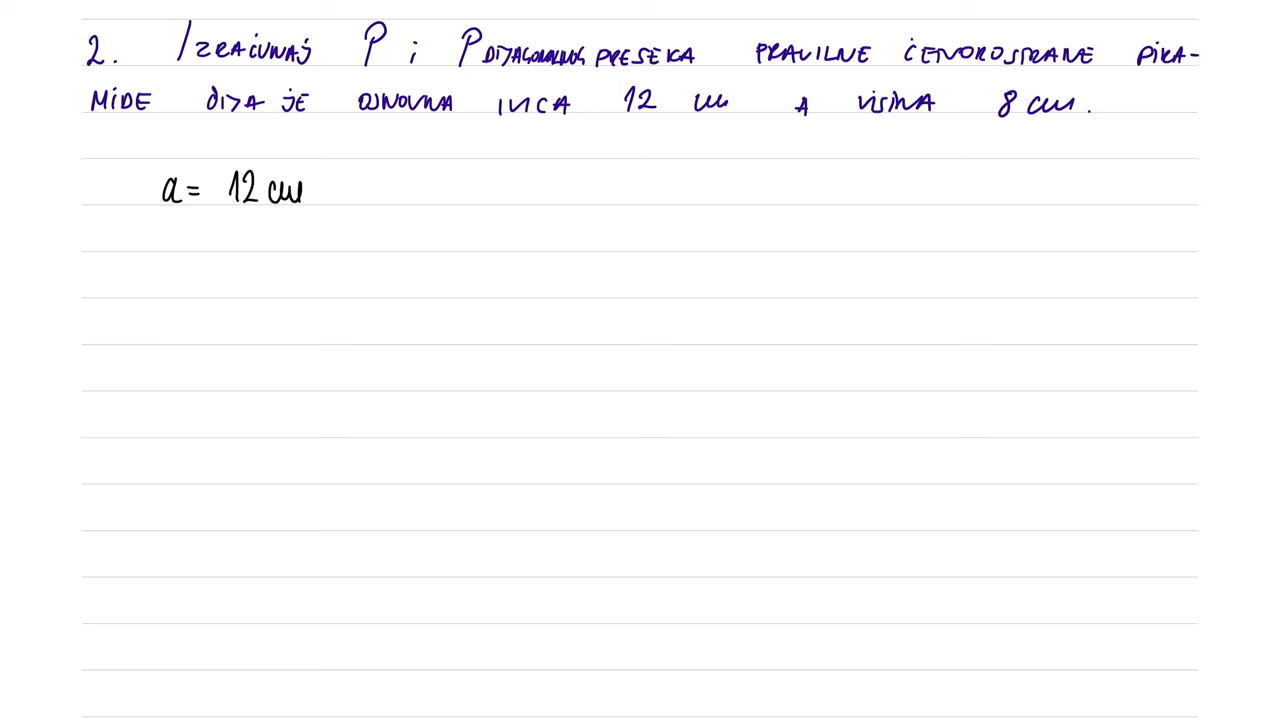 2. Izračunaj P i P dijagonalnog preseka pravilne četvorostrane pira-
mide čija je osnovna ivica 12 cm a visina 8 cm.
a = 12 cm